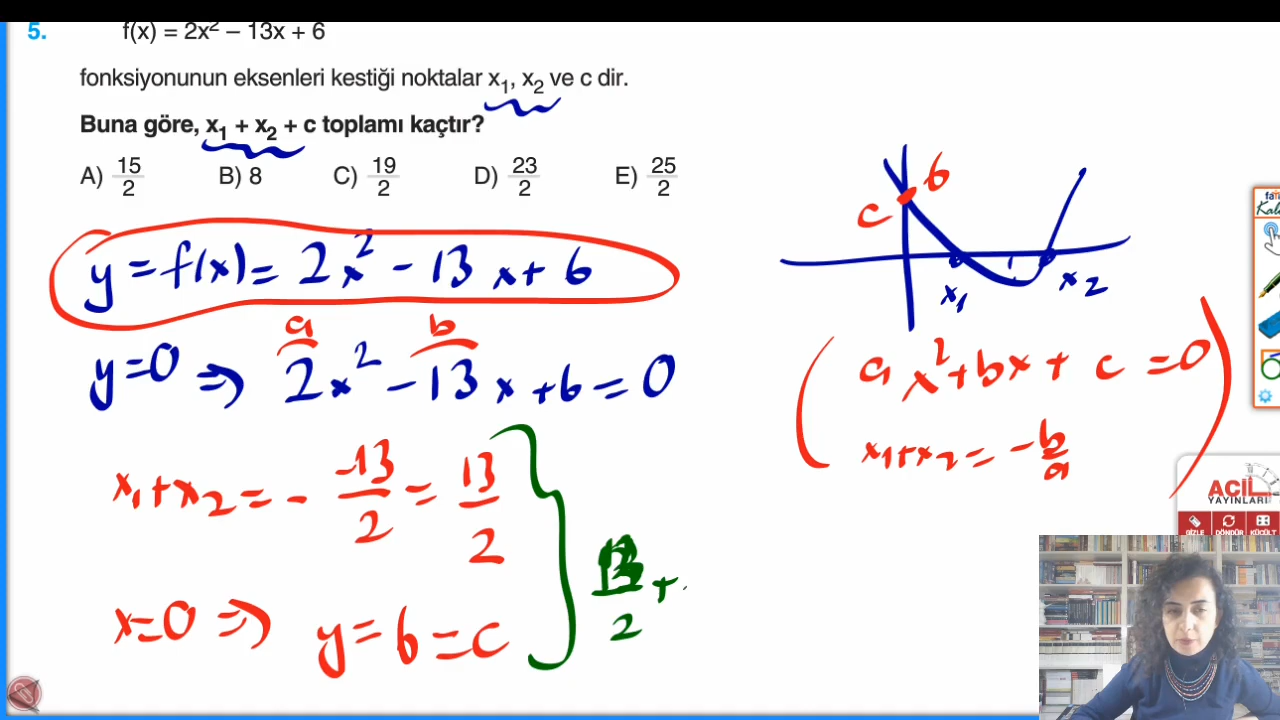 5. f(x) = 2x² – 13x + 6
fonksiyonunun eksenleri kestiği noktalar x₁, x₂ ve c dir.
Buna göre, x₁ + x₂ + c toplamı kaçtır?
A) 15/2 B) 8 C) 19/2 D) 23/2 E) 25/2
y = f(x) = 2x² - 13x + 6
a b
y=0 ⇒ 2x² - 13x + 6 = 0
x₁+x₂ = - -13/2 = 13/2
x=0 ⇒ y = 6 = c
13/2 +
c 6
x₁ x₂
(ax² + bx + c = 0
x₁+x₂ = - b/a)
ACİL
YAYINLARI
GİZLE DÖNDÜR KÜÇÜLT